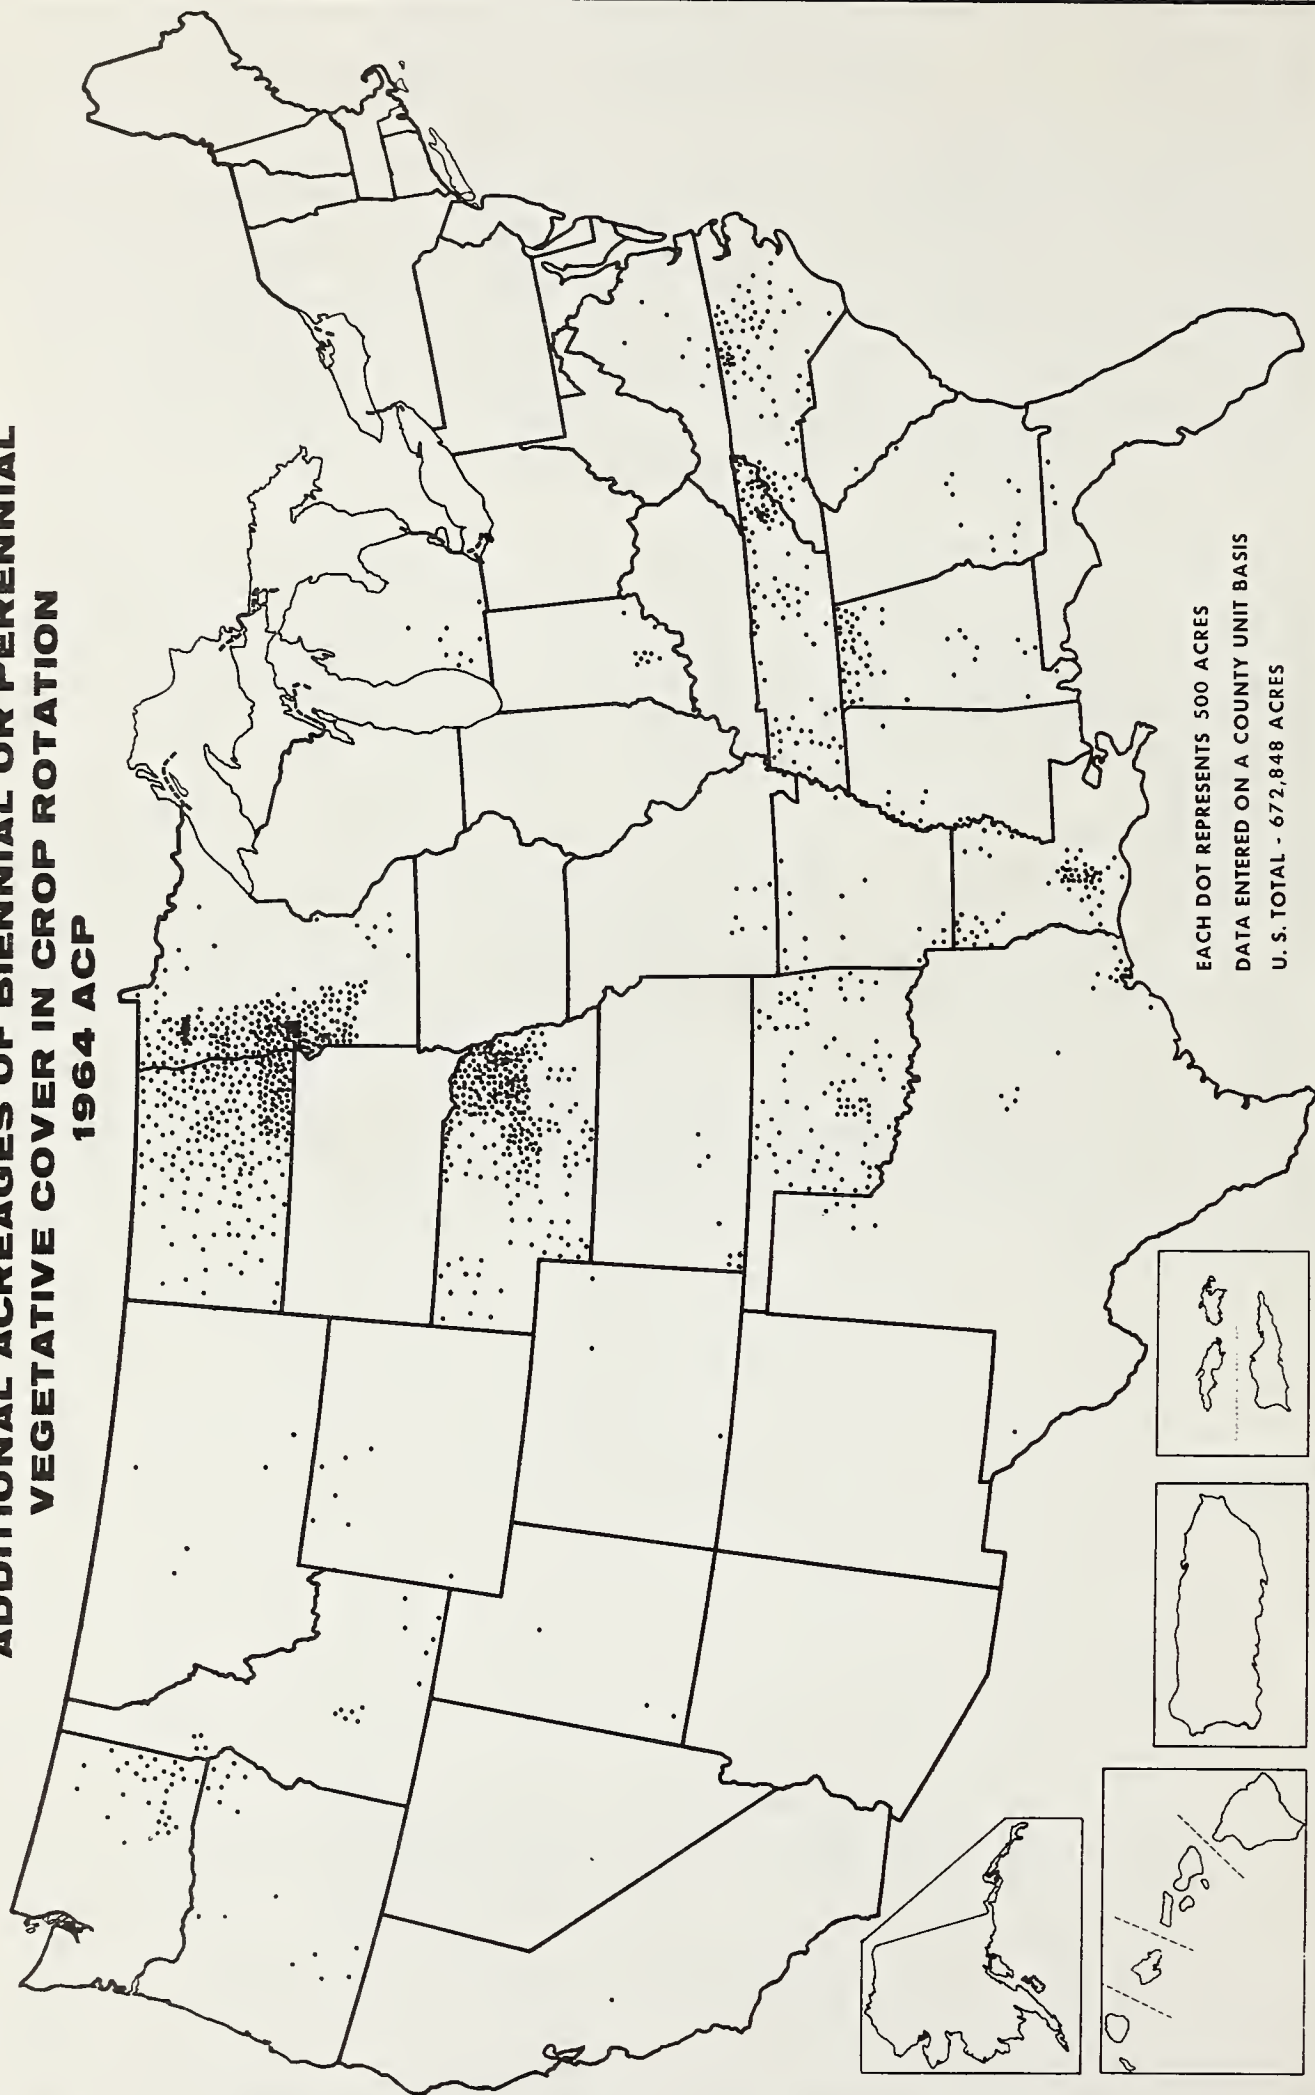 ADDITIONAL ACREAGES OF BIENNIAL OR PERENNIAL
VEGETATIVE COVER IN CROP ROTATION
1964 ACP
EACH DOT REPRESENTS 500 ACRES
DATA ENTERED ON A COUNTY UNIT BASIS
U. S. TOTAL - 672,848 ACRES